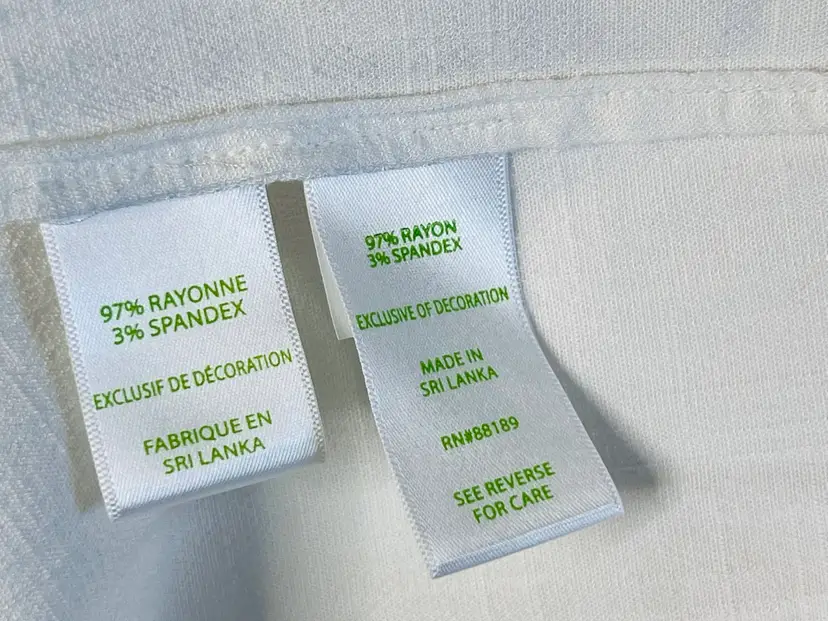 97% RAYONNE
3% SPANDEX
EXCLUSIF DE DÉCORATION
FABRIQUE EN
SRI LANKA
97% RAYON
3% SPANDEX
EXCLUSIVE OF DECORATION
MADE IN
SRI LANKA
RN#88189
SEE REVERSE
FOR CARE